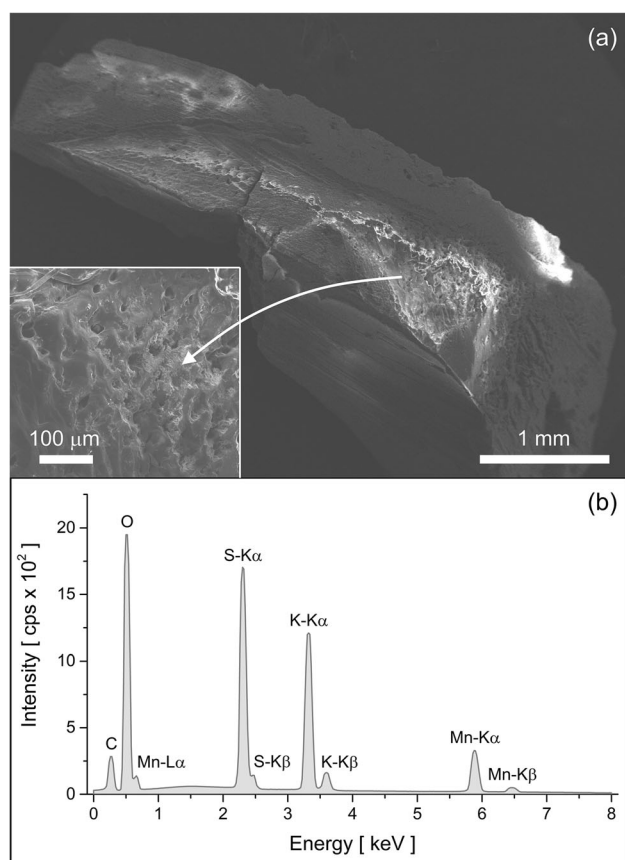 (a)
100 μm
1 mm
(b)
Intensity [ cps x 10²]
20
15
10
5
0
C
O
Mn-Lα
S-Kα
S-Kβ
K-Kα
K-Kβ
Mn-Kα
Mn-Kβ
0 1 2 3 4 5 6 7 8
Energy [ keV ]